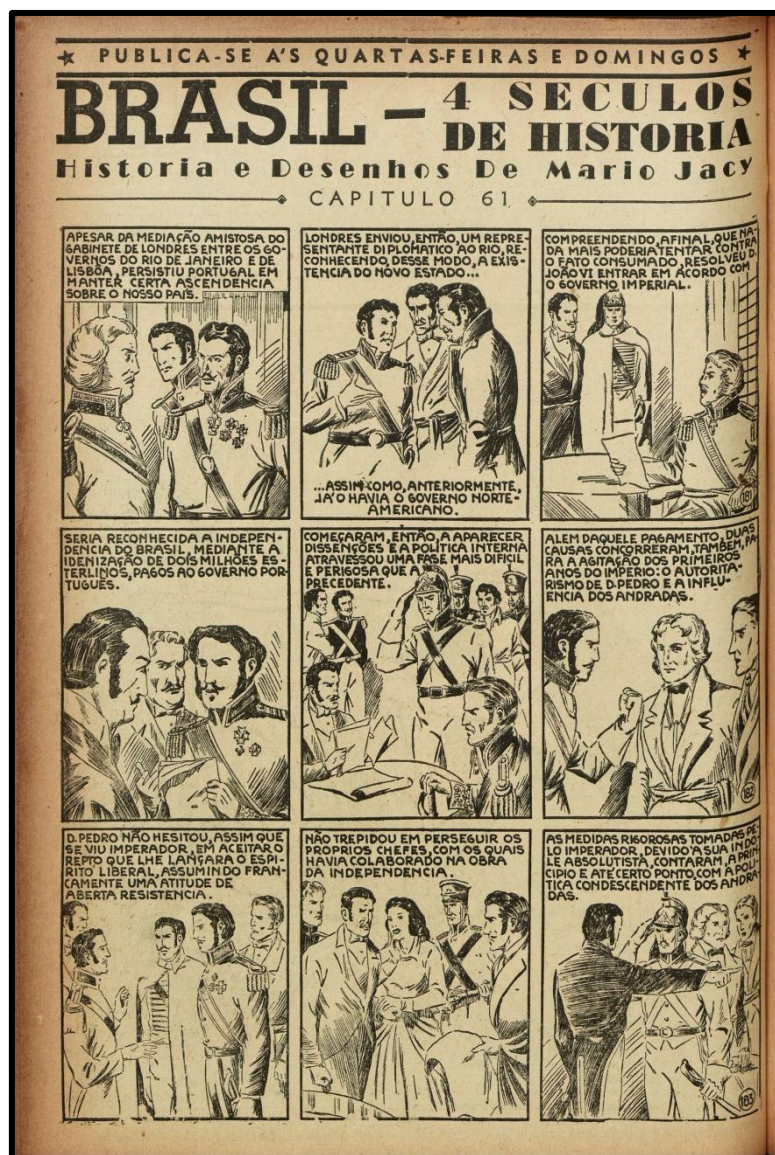 ★ PUBLICA-SE A'S QUARTAS-FEIRAS E DOMINGOS ★
BRASIL – 4 SECULOS
DE HISTORIA
Historia e Desenhos De Mario Jacy
CAPITULO 61
APESAR DA MEDIAÇÃO AMISTOSA DO
GABINETE DE LONDRES ENTRE OS GO-
VERNOS DO RIO DE JANEIRO E DE
LISBÔA, PERSISTIU PORTUGAL EM
MANTER CERTA ASCENDENCIA
SOBRE O NOSSO PAÍS.
LONDRES ENVIOU, ENTÃO, UM REPRE-
SENTANTE DIPLOMATICO AO RIO, RE-
CONHECENDO, DESSE MODO, A EXIS-
TENCIA DO NOVO ESTADO...
...ASSIM COMO, ANTERIORMENTE,
JA'O HAVIA O GOVERNO NORTE-
AMERICANO.
COMPREENDENDO, AFINAL, QUE NA-
DA MAIS PODERIA TENTAR CONTRA
O FATO CONSUMADO, RESOLVEU D.
JOÃO VI ENTRAR EM ACORDO COM
O GOVERNO IMPERIAL.
181
SERIA RECONHECIDA A INDEPEN-
DENCIA DO BRASIL, MEDIANTE A
IDENIZAÇÃO DE DOIS MILHÕES ES-
TERLINOS, PAGOS AO GOVERNO POR-
TUGUÊS.
COMEÇARAM, ENTÃO, A APARECER
DISSENÇÕES E A POLÍTICA INTERNA
ATRAVESSOU UMA FASE MAIS DIFICIL
E PERIGOSA QUE A
PRECEDENTE.
ALEM DAQUELE PAGAMENTO, DUAS
CAUSAS CONCORRERAM, TAMBEM, PA-
RA A AGITAÇÃO DOS PRIMEIROS
ANOS DO IMPERIO: O AUTORITA-
RISMO DE D. PEDRO E A INFLU-
ENCIA DOS ANDRADAS.
182
D. PEDRO NÃO HESITOU, ASSIM QUE
SE VIU IMPERADOR, EM ACEITAR O
REPTO QUE LHE LANÇARA O ESPI-
RITO LIBERAL, ASSUMINDO FRAN-
CAMENTE UMA ATITUDE DE
ABERTA RESISTENCIA.
NÃO TREPIDOU EM PERSEGUIR OS
PROPRIOS CHEFES, COM OS QUAIS
HAVIA COLABORADO NA OBRA
DA INDEPENDENCIA.
AS MEDIDAS RIGOROSAS TOMADAS PE-
LO IMPERADOR, DEVIDO A SUA INDO-
LE ABSOLUTISTA, CONTARAM, A PRIN-
CIPIO E ATÉ CERTO PONTO, COM A POLI-
TICA CONDESCENDENTE DOS ANDRA-
DAS.
183